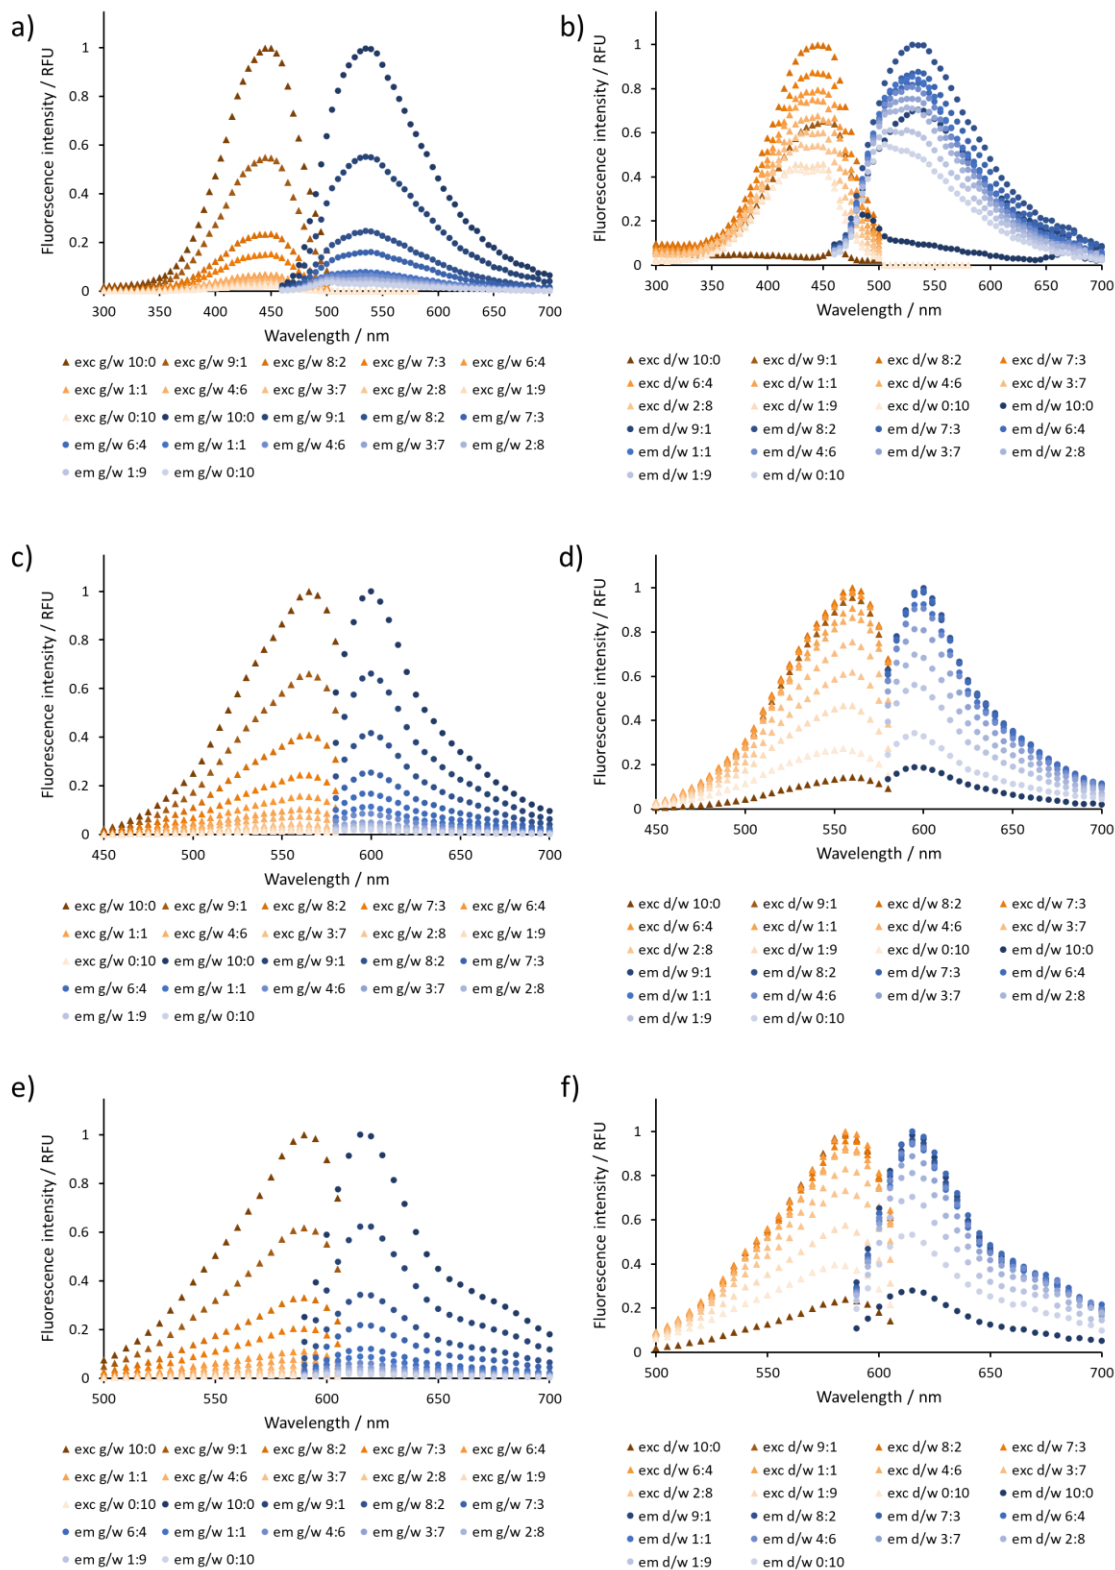 a)
Fluorescence intensity / RFU
1
0.8
0.6
0.4
0.2
0
300 350 400 450 500 550 600 650 700
Wavelength / nm
exc g/w 10:0 exc g/w 9:1 exc g/w 8:2 exc g/w 7:3 exc g/w 6:4
exc g/w 1:1 exc g/w 4:6 exc g/w 3:7 exc g/w 2:8 exc g/w 1:9
exc g/w 0:10 em g/w 10:0 em g/w 9:1 em g/w 8:2 em g/w 7:3
em g/w 6:4 em g/w 1:1 em g/w 4:6 em g/w 3:7 em g/w 2:8
em g/w 1:9 em g/w 0:10
b)
Fluorescence intensity / RFU
1
0.8
0.6
0.4
0.2
0
300 350 400 450 500 550 600 650 700
Wavelength / nm
exc d/w 10:0 exc d/w 9:1 exc d/w 8:2 exc d/w 7:3
exc d/w 6:4 exc d/w 1:1 exc d/w 4:6 exc d/w 3:7
exc d/w 2:8 exc d/w 1:9 exc d/w 0:10 em d/w 10:0
em d/w 9:1 em d/w 8:2 em d/w 7:3 em d/w 6:4
em d/w 1:1 em d/w 4:6 em d/w 3:7 em d/w 2:8
em d/w 1:9 em d/w 0:10
c)
Fluorescence intensity / RFU
1
0.8
0.6
0.4
0.2
0
450 500 550 600 650 700
Wavelength / nm
exc g/w 10:0 exc g/w 9:1 exc g/w 8:2 exc g/w 7:3 exc g/w 6:4
exc g/w 1:1 exc g/w 4:6 exc g/w 3:7 exc g/w 2:8 exc g/w 1:9
exc g/w 0:10 em g/w 10:0 em g/w 9:1 em g/w 8:2 em g/w 7:3
em g/w 6:4 em g/w 1:1 em g/w 4:6 em g/w 3:7 em g/w 2:8
em g/w 1:9 em g/w 0:10
d)
Fluorescence intensity / RFU
1
0.8
0.6
0.4
0.2
0
450 500 550 600 650 700
Wavelength / nm
exc d/w 10:0 exc d/w 9:1 exc d/w 8:2 exc d/w 7:3
exc d/w 6:4 exc d/w 1:1 exc d/w 4:6 exc d/w 3:7
exc d/w 2:8 exc d/w 1:9 exc d/w 0:10 em d/w 10:0
em d/w 9:1 em d/w 8:2 em d/w 7:3 em d/w 6:4
em d/w 1:1 em d/w 4:6 em d/w 3:7 em d/w 2:8
em d/w 1:9 em d/w 0:10
e)
Fluorescence intensity / RFU
1
0.8
0.6
0.4
0.2
0
500 550 600 650 700
Wavelength / nm
exc g/w 10:0 exc g/w 9:1 exc g/w 8:2 exc g/w 7:3 exc g/w 6:4
exc g/w 1:1 exc g/w 4:6 exc g/w 3:7 exc g/w 2:8 exc g/w 1:9
exc g/w 0:10 em g/w 10:0 em g/w 9:1 em g/w 8:2 em g/w 7:3
em g/w 6:4 em g/w 1:1 em g/w 4:6 em g/w 3:7 em g/w 2:8
em g/w 1:9 em g/w 0:10
f)
Fluorescence intensity / RFU
1
0.8
0.6
0.4
0.2
0
500 550 600 650 700
Wavelength / nm
exc d/w 10:0 exc d/w 9:1 exc d/w 8:2 exc d/w 7:3
exc d/w 6:4 exc d/w 1:1 exc d/w 4:6 exc d/w 3:7
exc d/w 2:8 exc d/w 1:9 exc d/w 0:10 em d/w 10:0
em d/w 9:1 em d/w 8:2 em d/w 7:3 em d/w 6:4
em d/w 1:1 em d/w 4:6 em d/w 3:7 em d/w 2:8
em d/w 1:9 em d/w 0:10